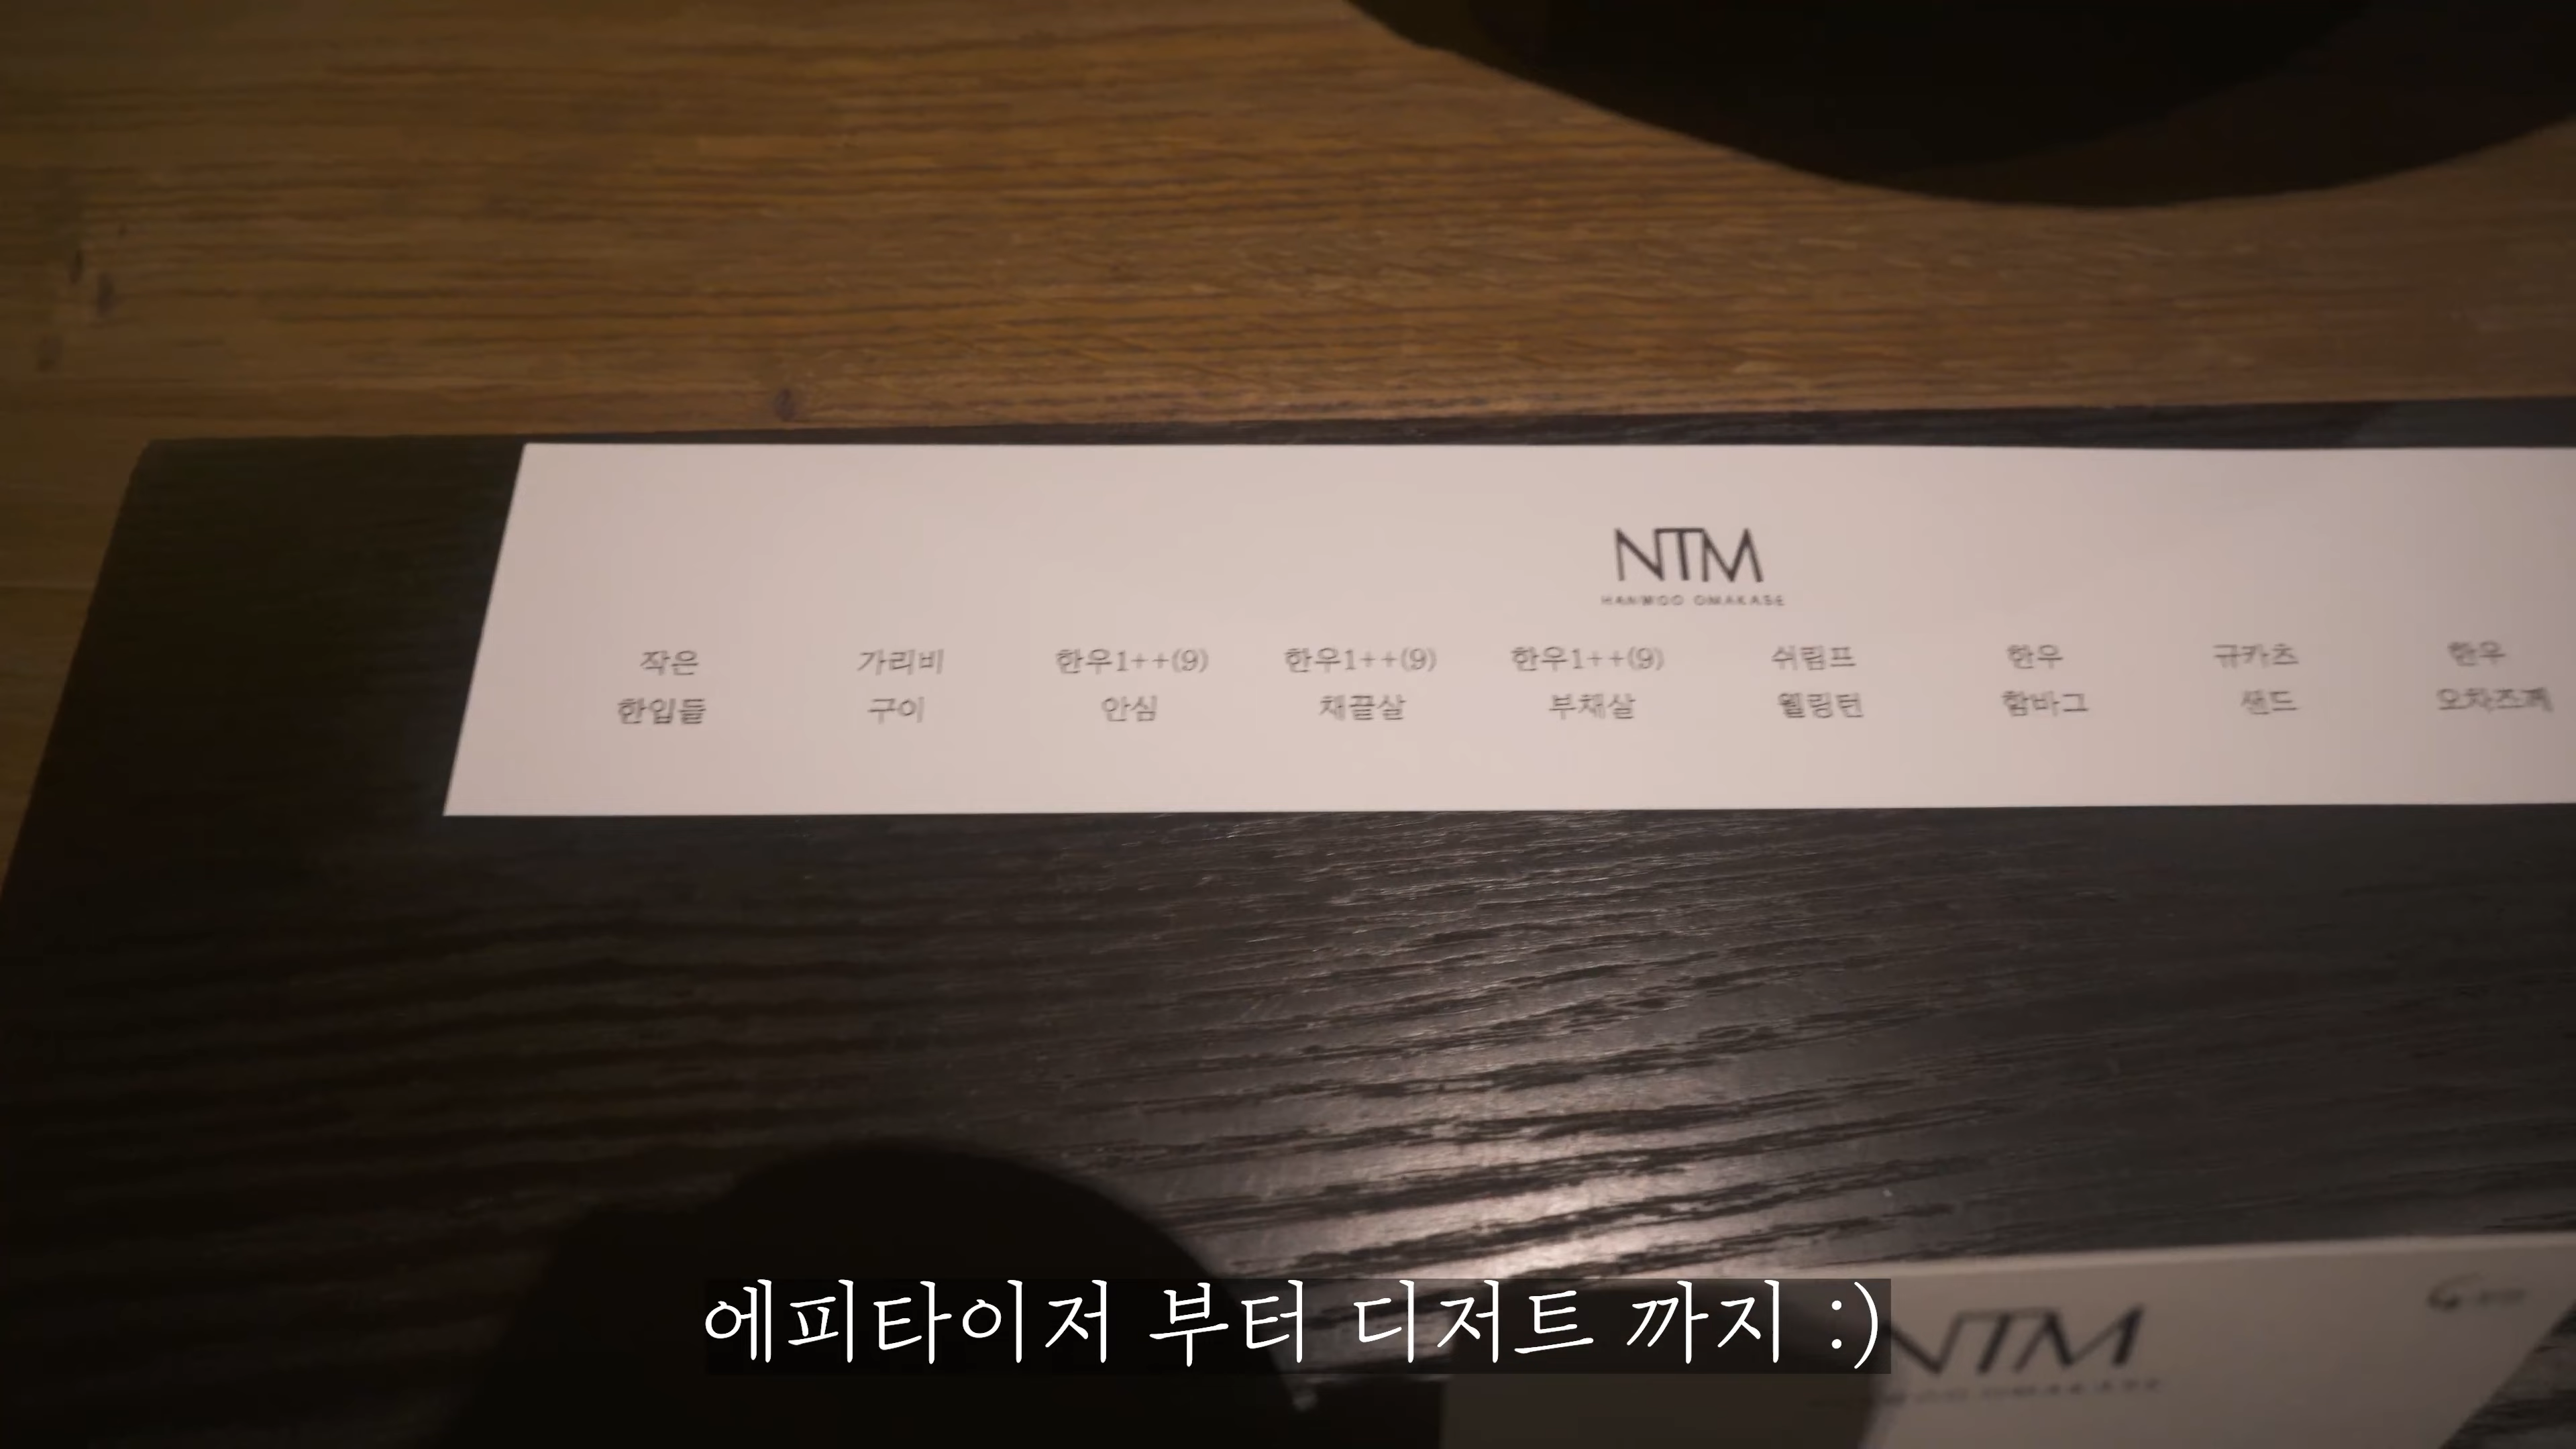 NTM
HANWOO OMAKASE
작은 가리비 한우1++(9) 한우1++(9) 한우1++(9) 쉬림프 한우 규카츠 한우
한입들 구이 안심 채끝살 부채살 웰링턴 함바그 샌드 오차즈께
에피타이저 부터 디저트 까지 :)
NTM
OMAKASE